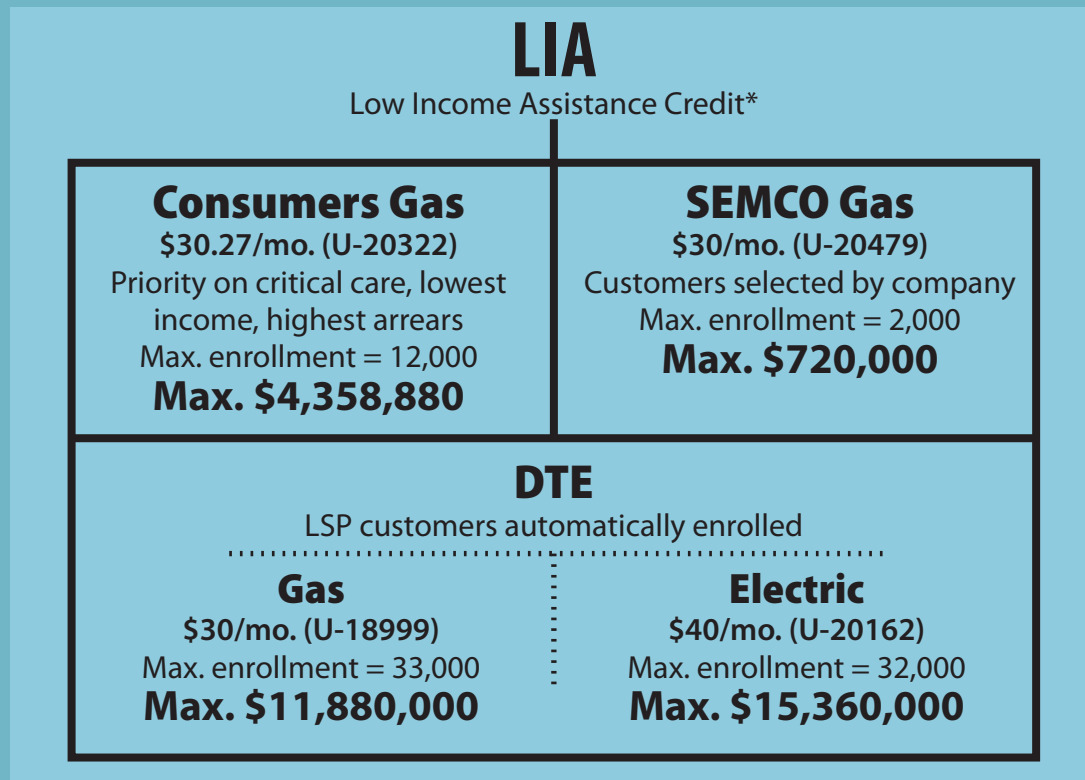 LIA
Low Income Assistance Credit*
Consumers Gas
$30.27/mo. (U-20322)
Priority on critical care, lowest
income, highest arrears
Max. enrollment = 12,000
Max. $4,358,880
SEMCO Gas
$30/mo. (U-20479)
Customers selected by company
Max. enrollment = 2,000
Max. $720,000
DTE
LSP customers automatically enrolled
Gas
$30/mo. (U-18999)
Max. enrollment = 33,000
Max. $11,880,000
Electric
$40/mo. (U-20162)
Max. enrollment = 32,000
Max. $15,360,000